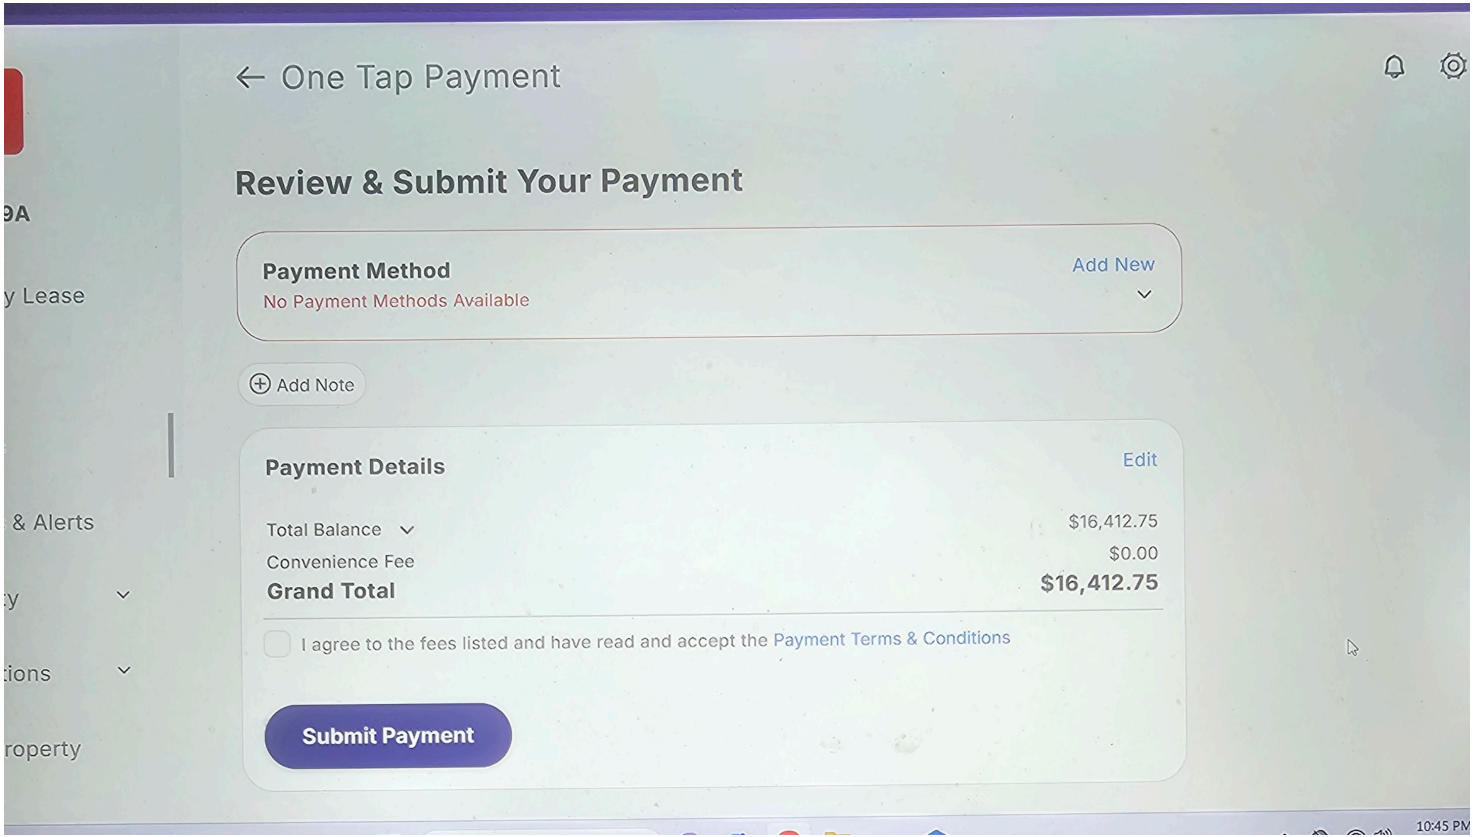 ← One Tap Payment
Review & Submit Your Payment
9A
Payment Method
Add New
No Payment Methods Available
y Lease
Add Note
Payment Details
Edit
& Alerts
Total Balance
$16,412.75
Convenience Fee
$0.00
Grand Total
$16,412.75
y
I agree to the fees listed and have read and accept the Payment Terms & Conditions
tions
Submit Payment
roperty
10:45 PM